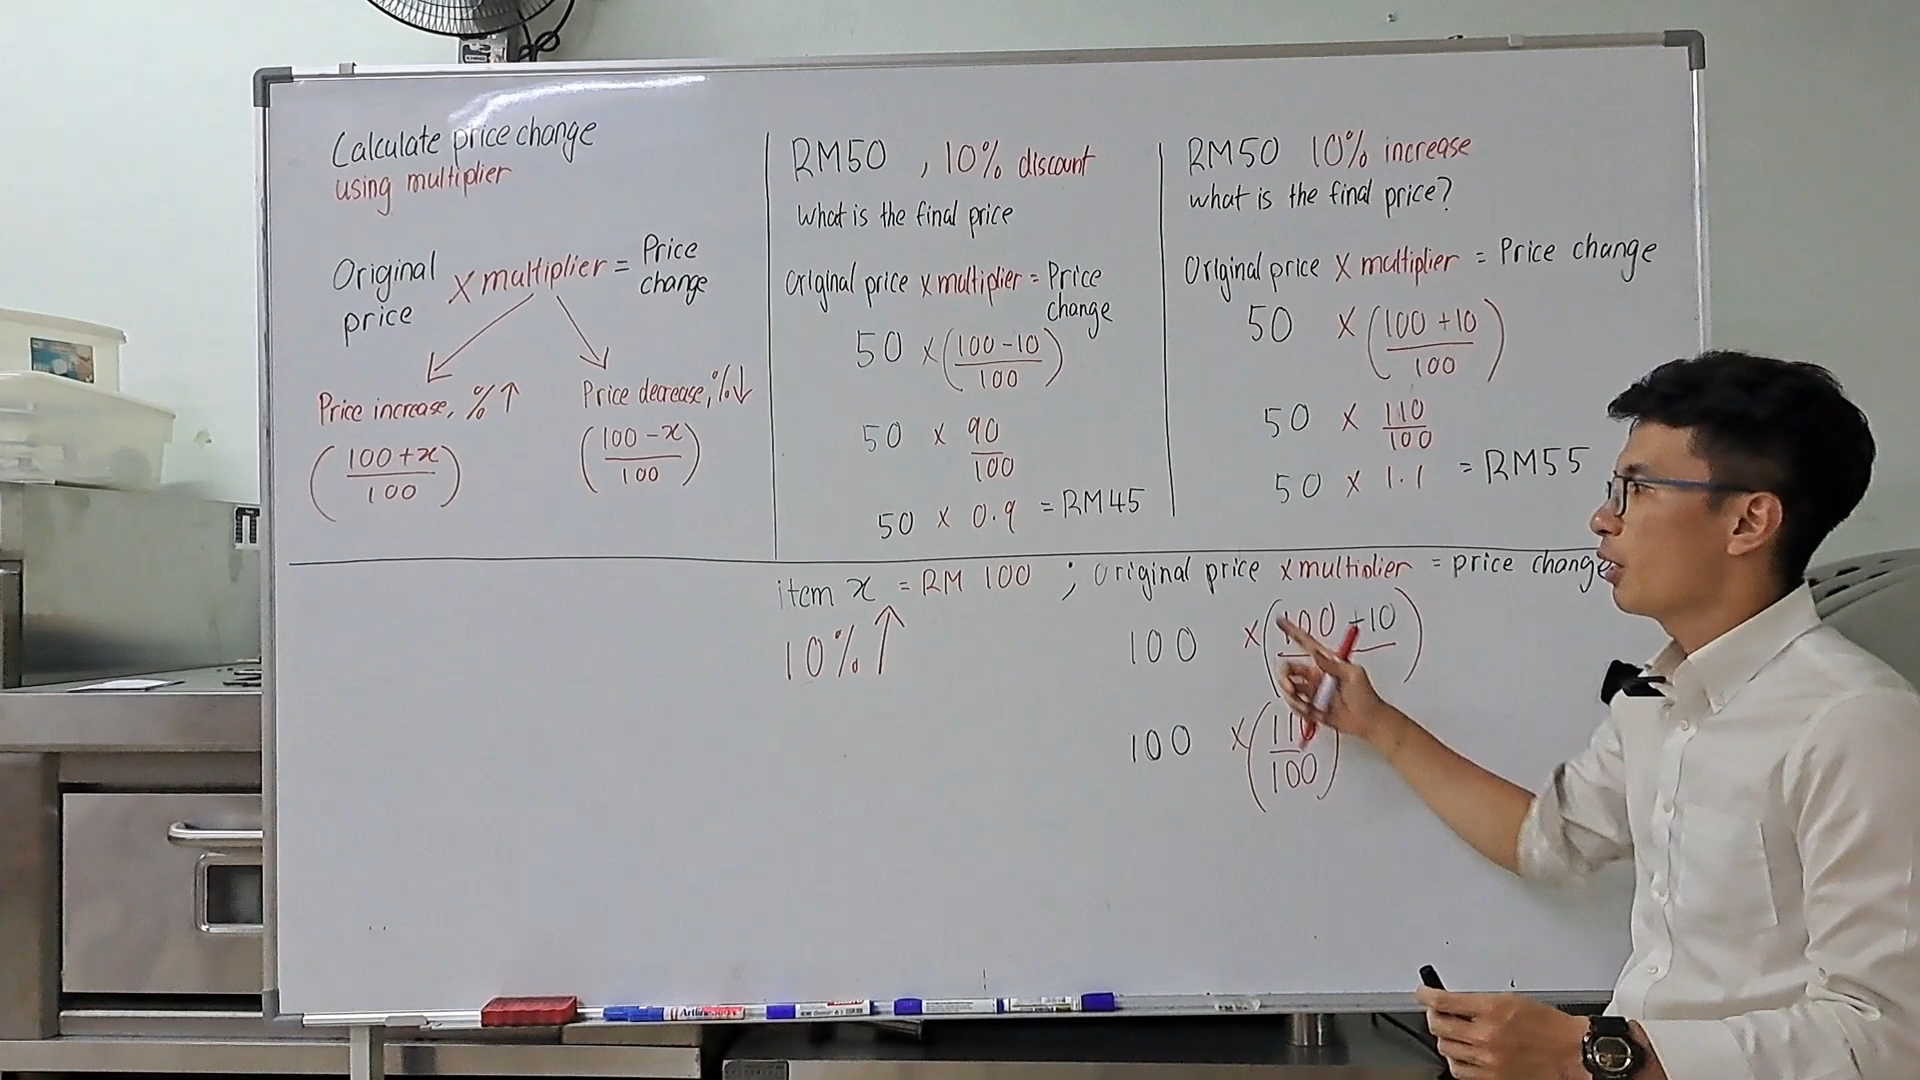 Calculate price change
using multiplier
Original price × multiplier = Price change
Price increase, % ↑
(100 + x / 100)
Price decrease, % ↓
(100 - x / 100)
RM50 , 10% discount
What is the final price
Original price × multiplier = Price change
50 × (100 - 10 / 100)
50 × 90 / 100
50 × 0.9 = RM45
RM50 10% increase
what is the final price?
Original price × multiplier = Price change
50 × (100 + 10 / 100)
50 × 110 / 100
50 × 1.1 = RM55
item x = RM 100 ; Original price × multiplier = price change
10% ↑
100 × (100 + 10
100 × (110 / 100)
Artline